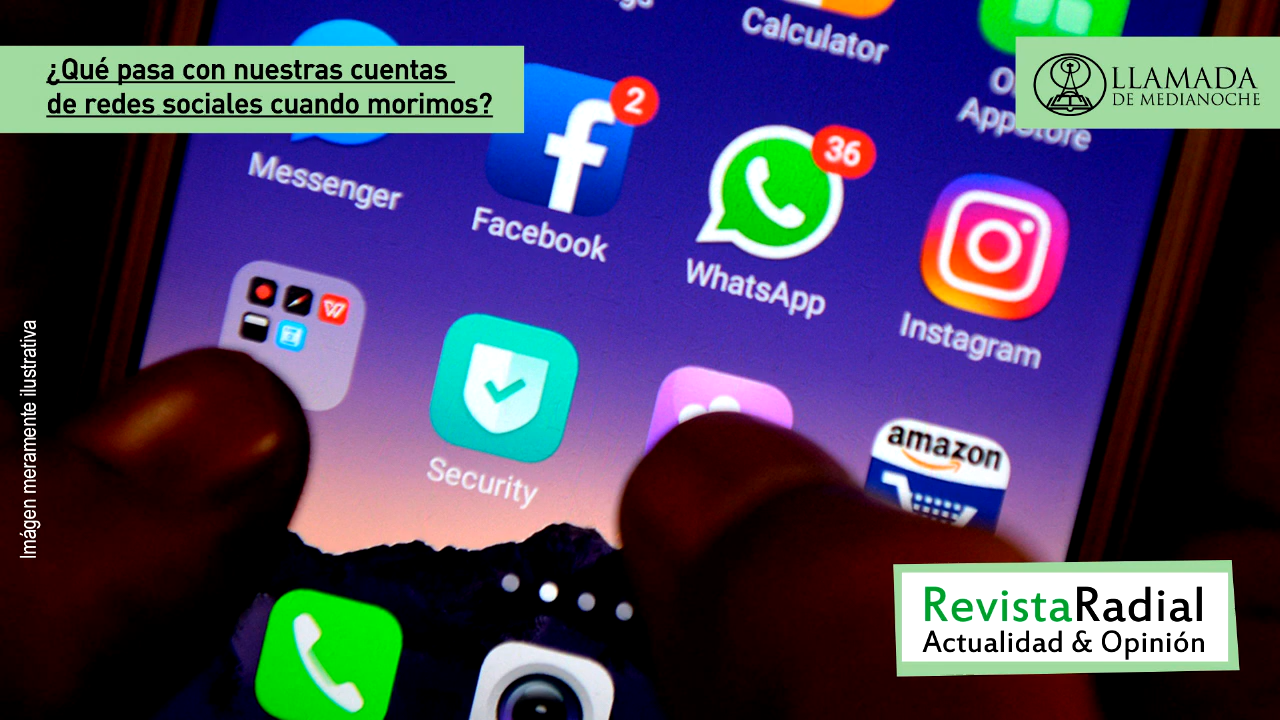 ¿Qué pasa con nuestras cuentas
de redes sociales cuando morimos?
LLAMADA
DE MEDIANOCHE
Calculator
Messenger
Facebook
2
WhatsApp
36
Instagram
Security
amazon
Imágen meramente ilustrativa
RevistaRadial
Actualidad & Opinión